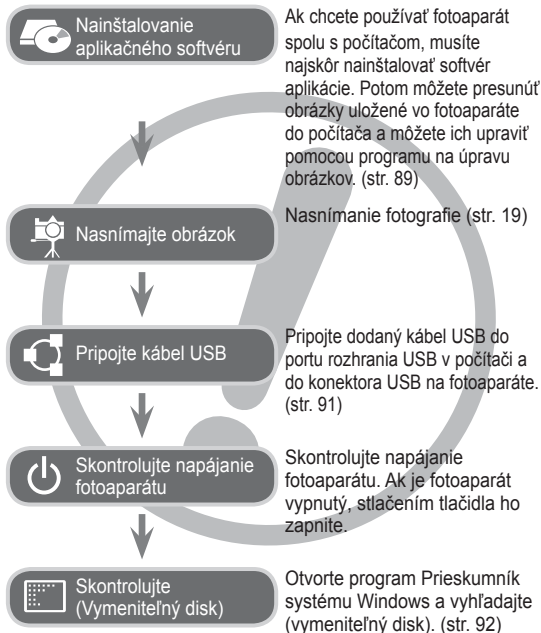 Nainštalovanie
aplikačného softvéru
Ak chcete používať fotoaparát
spolu s počítačom, musíte
najskôr nainštalovať softvér
aplikácie. Potom môžete presunúť
obrázky uložené vo fotoaparáte
do počítača a môžete ich upraviť
pomocou programu na úpravu
obrázkov. (str. 89)
Nasnímajte obrázok
Nasnímanie fotografie (str. 19)
Pripojte kábel USB
Pripojte dodaný kábel USB do
portu rozhrania USB v počítači a
do konektora USB na fotoaparáte.
(str. 91)
Skontrolujte napájanie
fotoaparátu
Skontrolujte napájanie
fotoaparátu. Ak je fotoaparát
vypnutý, stlačením tlačidla ho
zapnite.
Skontrolujte
(Vymeniteľný disk)
Otvorte program Prieskumník
systému Windows a vyhľadajte
(vymeniteľný disk). (str. 92)